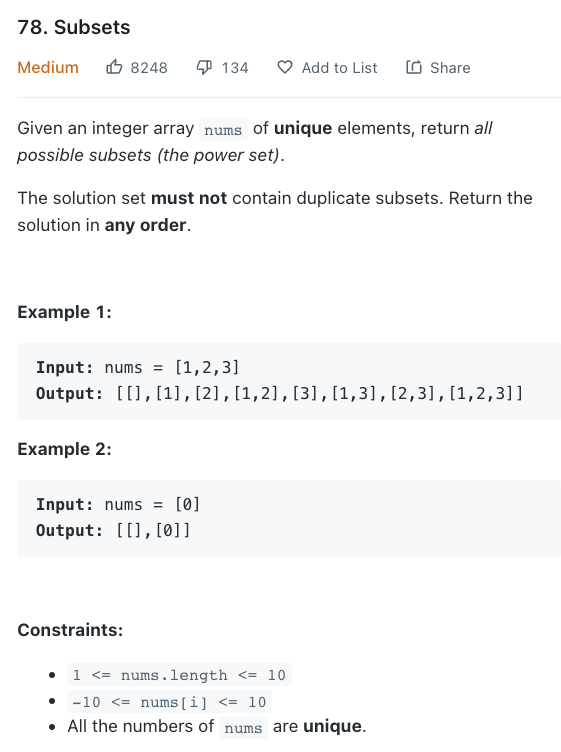 78. Subsets
Medium 8248 134 Add to List Share
Given an integer array nums of unique elements, return all
possible subsets (the power set).
The solution set must not contain duplicate subsets. Return the
solution in any order.
Example 1:
Input: nums = [1,2,3]
Output: [[],[1],[2],[1,2],[3],[1,3],[2,3],[1,2,3]]
Example 2:
Input: nums = [0]
Output: [[],[0]]
Constraints:
• 1 <= nums.length <= 10
• -10 <= nums[i] <= 10
• All the numbers of nums are unique.